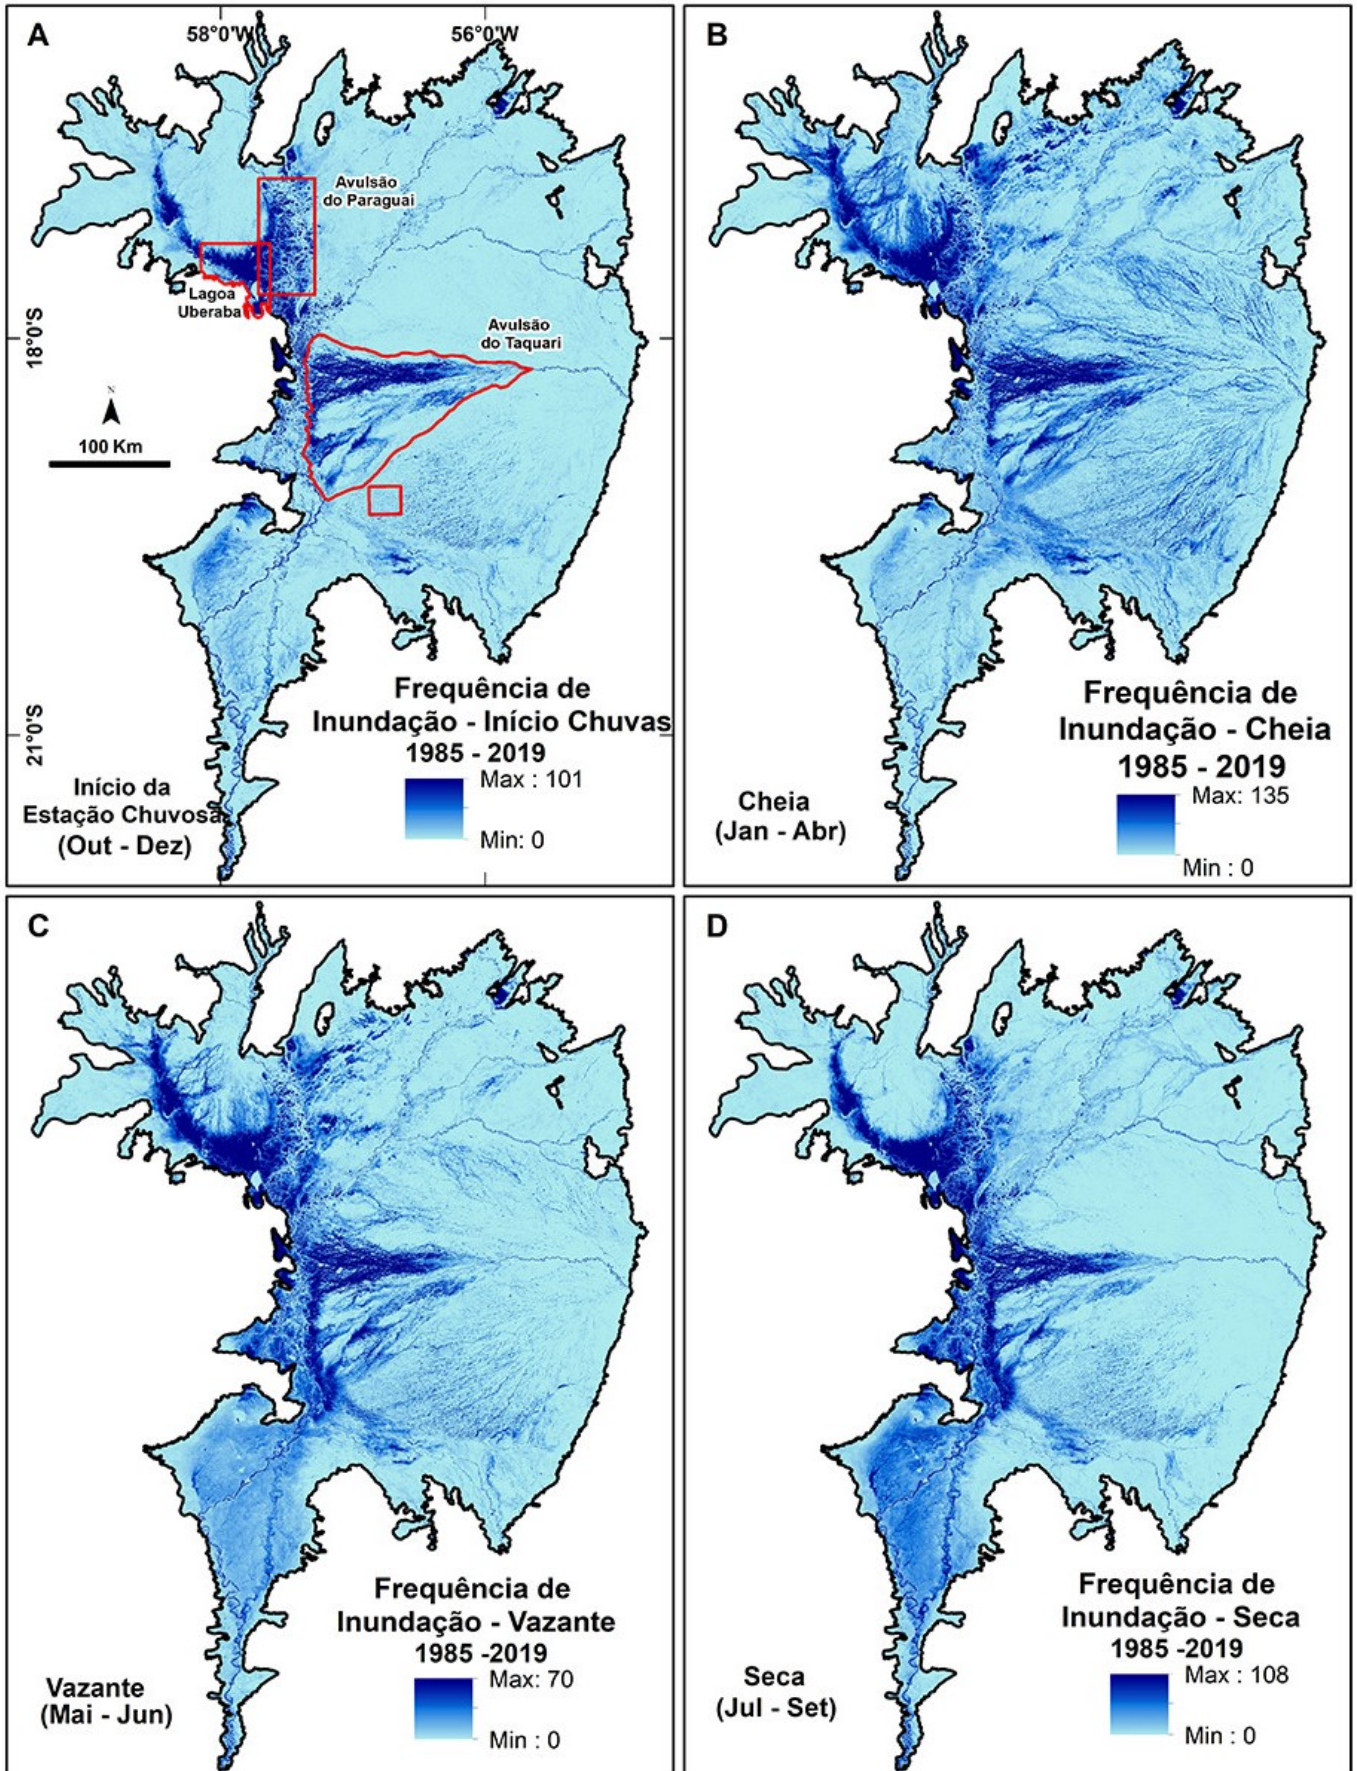 A
58°0'W
56°0'W
Avulsão
do Paraguai
Lagoa
Uberaba
18°0'S
Avulsão
do Taquari
N
100 Km
21°0'S
Frequência de
Inundação - Início Chuvas
1985 - 2019
Max : 101
Min: 0
Início da
Estação Chuvosa
(Out - Dez)
B
Frequência de
Inundação - Cheia
1985 - 2019
Max: 135
Min : 0
Cheia
(Jan - Abr)
C
Frequência de
Inundação - Vazante
1985 -2019
Max: 70
Min : 0
Vazante
(Mai - Jun)
D
Frequência de
Inundação - Seca
1985 -2019
Max : 108
Min : 0
Seca
(Jul - Set)